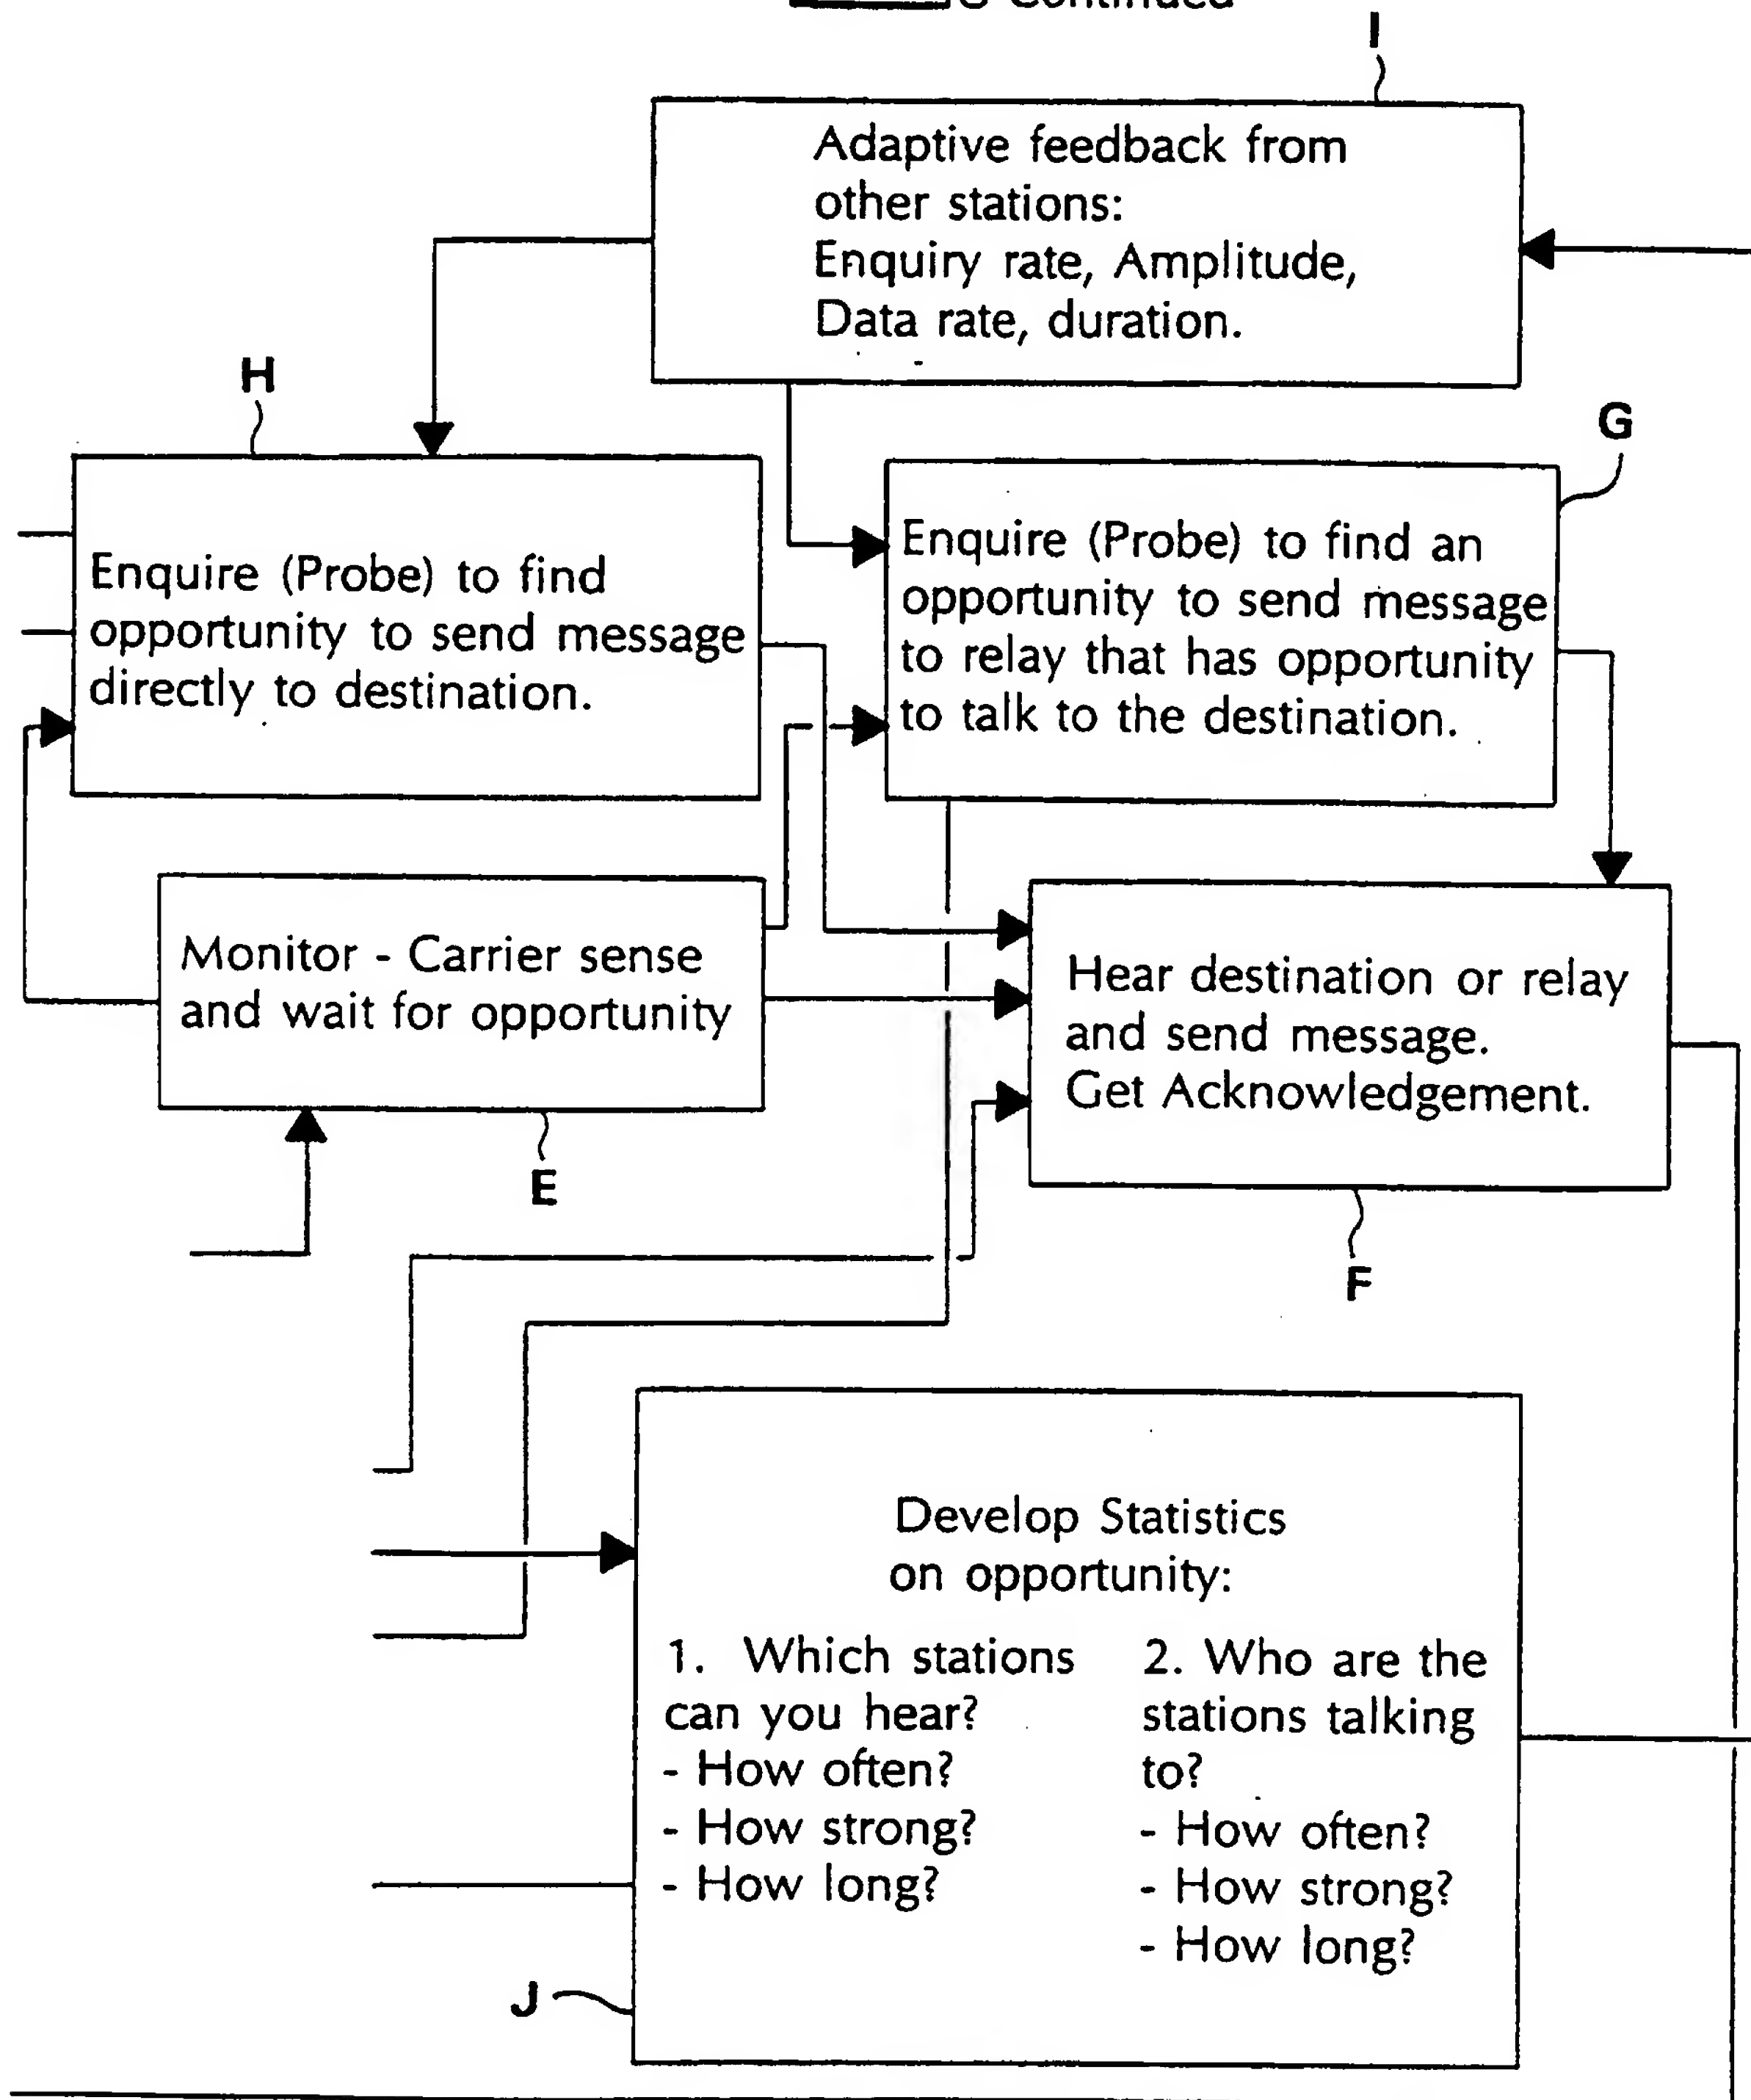 Continued
I
Adaptive feedback from
other stations:
Enquiry rate, Amplitude,
Data rate, duration.
H
G
Enquire (Probe) to find
opportunity to send message
directly to destination.
Enquire (Probe) to find an
opportunity to send message
to relay that has opportunity
to talk to the destination.
Monitor - Carrier sense
and wait for opportunity
E
Hear destination or relay
and send message.
Get Acknowledgement.
F
Develop Statistics
on opportunity:
1. Which stations
can you hear?
- How often?
- How strong?
- How long?
2. Who are the
stations talking
to?
- How often?
- How strong?
- How long?
J